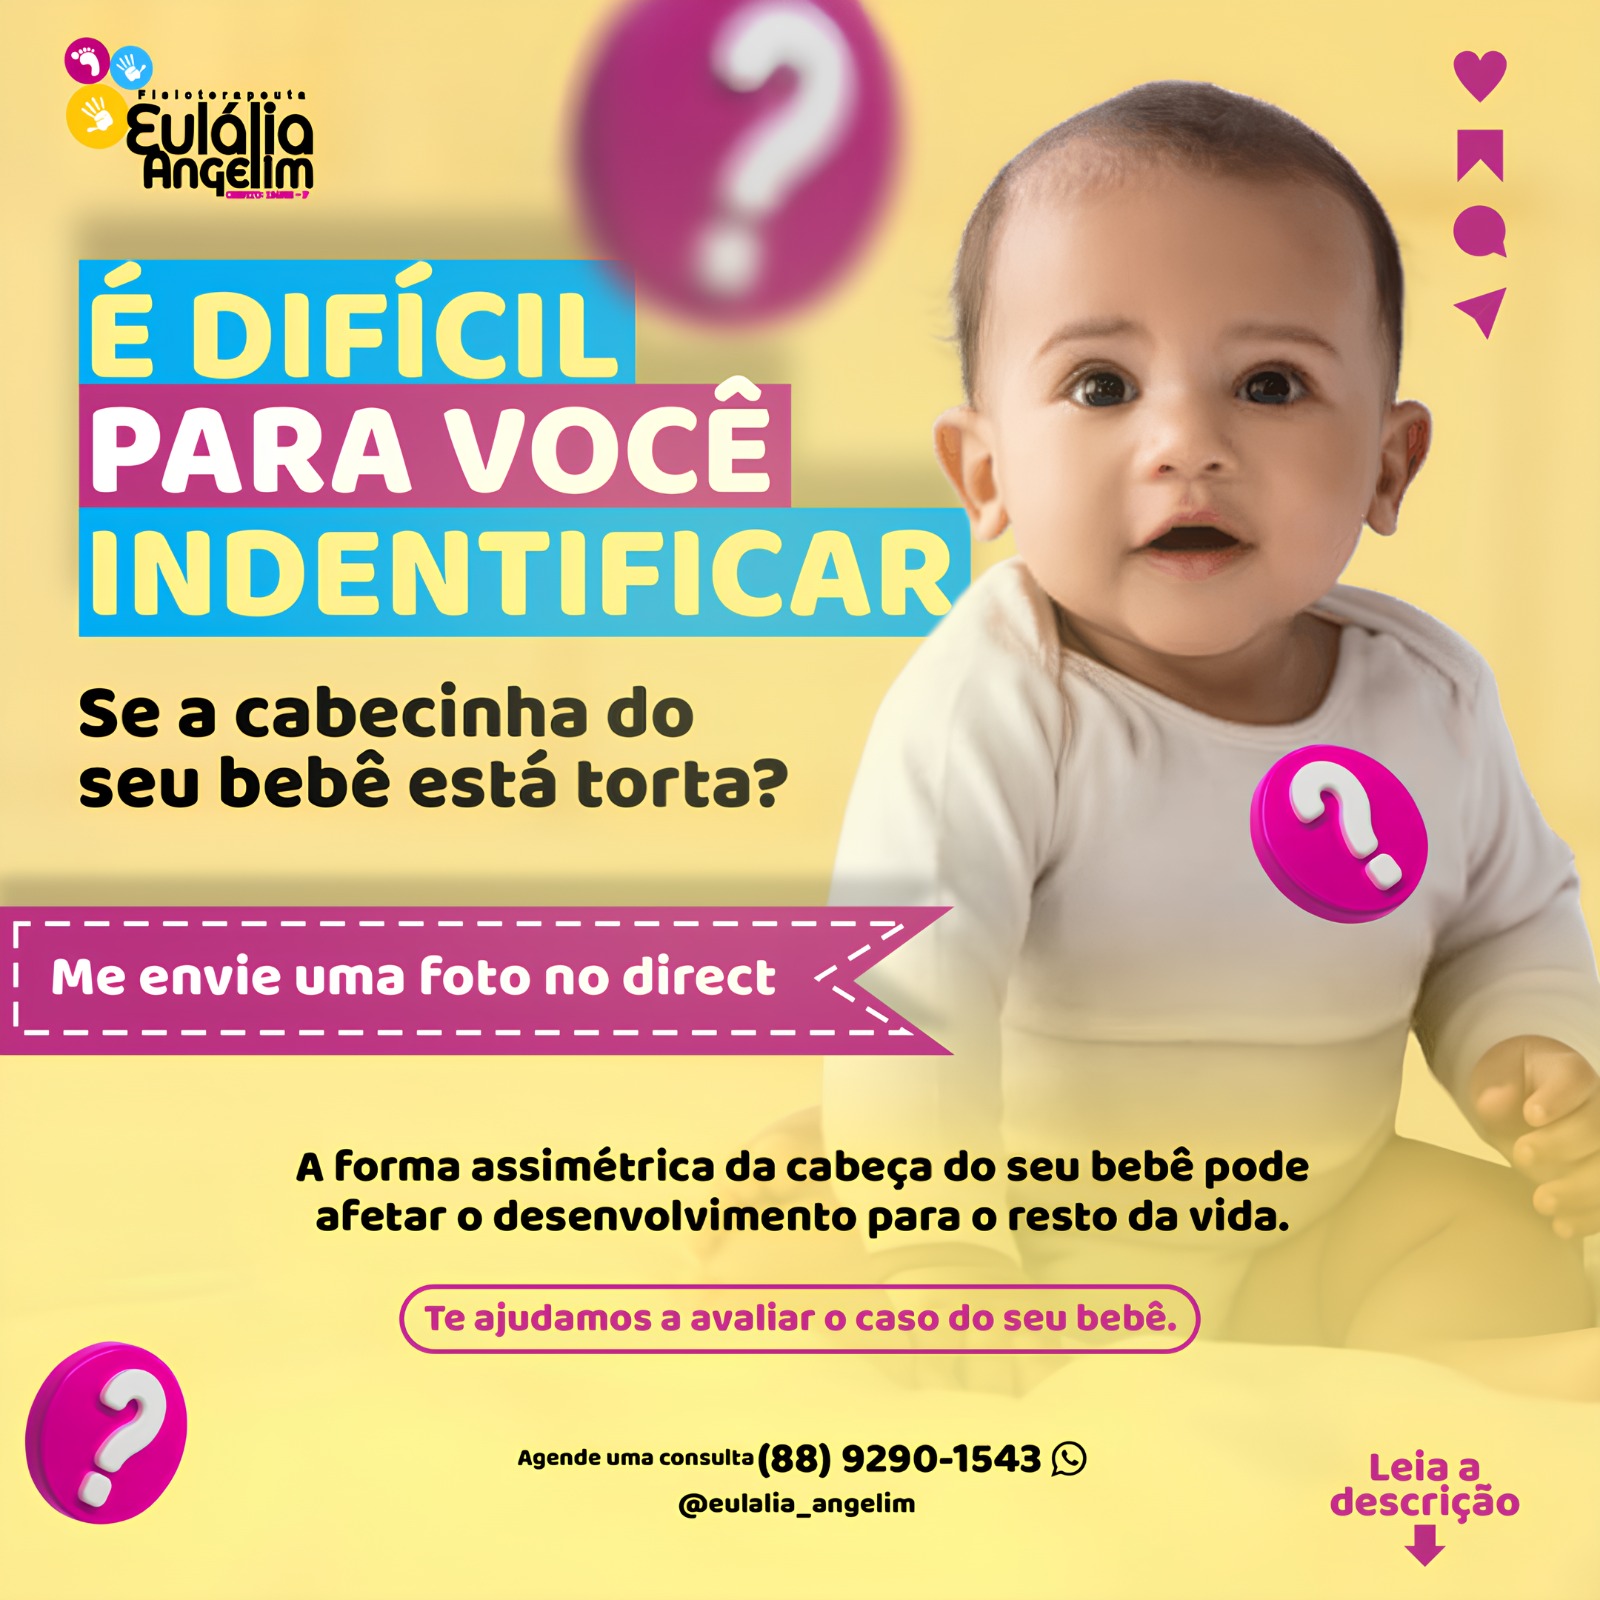 Fisioterapeuta
Eulália
Angelim
É DIFÍCIL
PARA VOCÊ
INDENTIFICAR
Se a cabecinha do
seu bebê está torta?
Me envie uma foto no direct
A forma assimétrica da cabeça do seu bebê pode
afetar o desenvolvimento para o resto da vida.
Te ajudamos a avaliar o caso do seu bebê.
Agende uma consulta (88) 9290-1543
@eulalia_angelim
Leia a
descrição